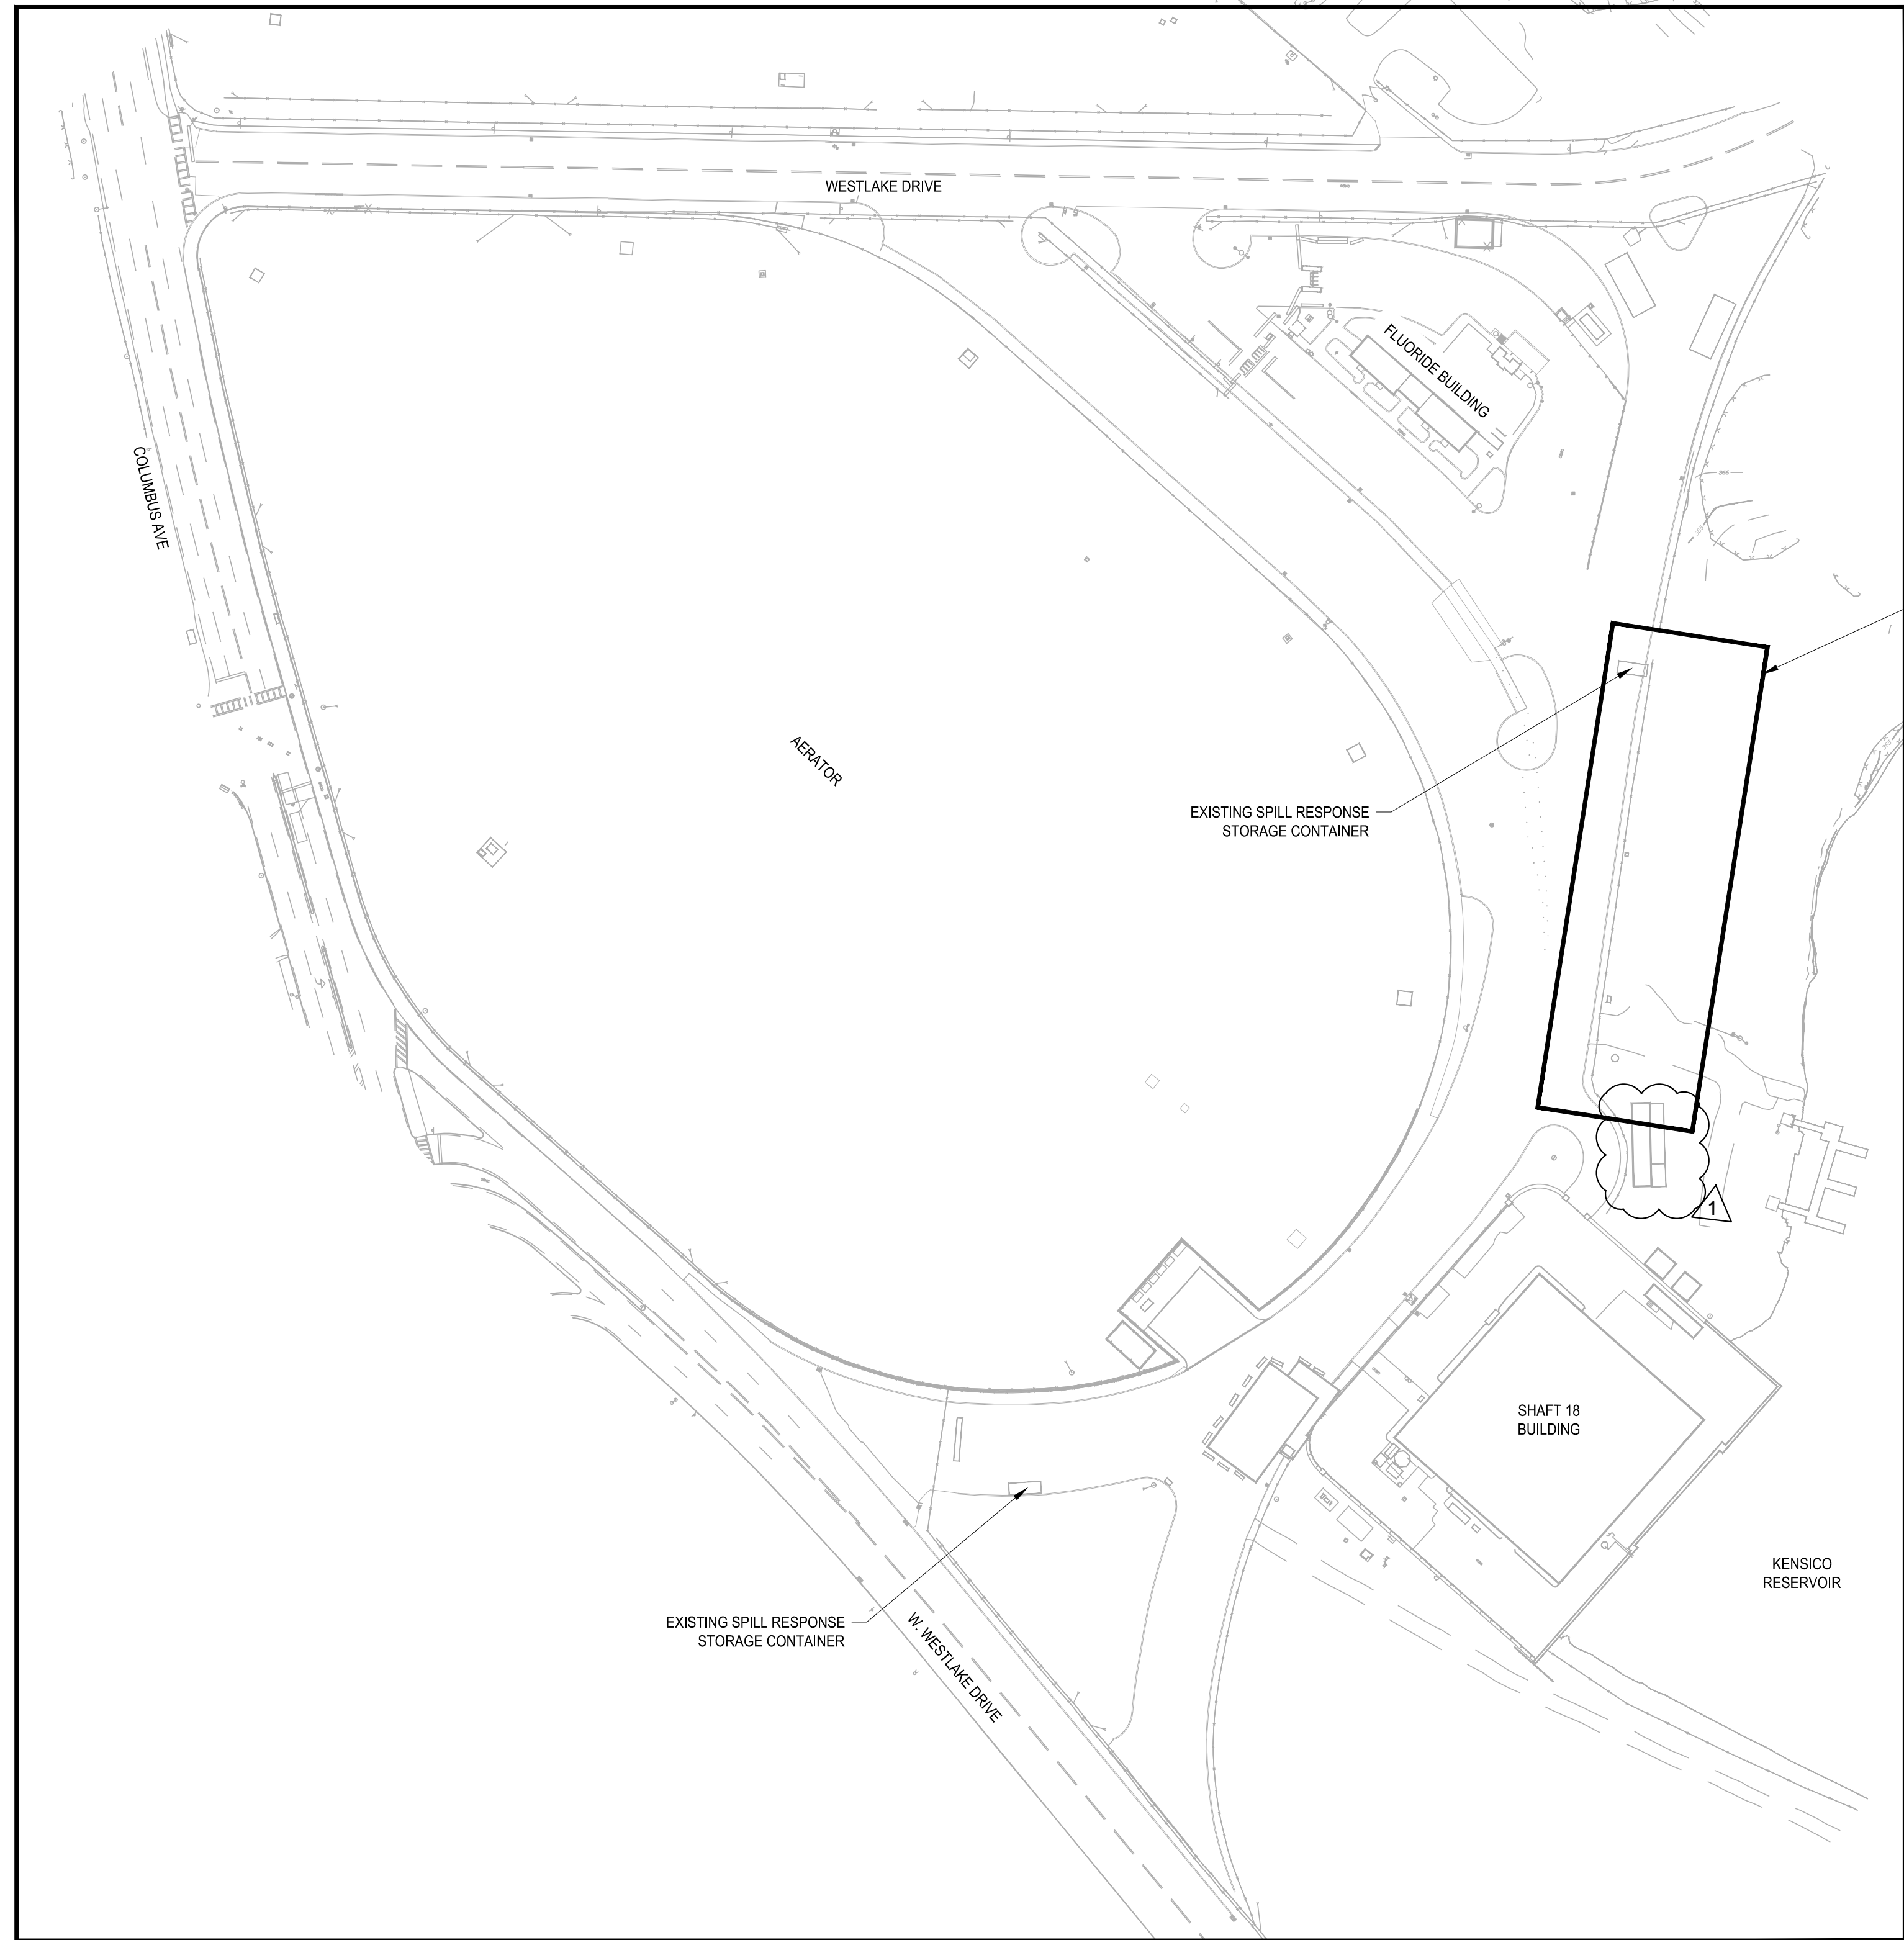 WESTLAKE DRIVE
FLUORIDE BUILDING
COLUMBUS AVE
366
AERATOR
EXISTING SPILL RESPONSE
STORAGE CONTAINER
1
SHAFT 18
BUILDING
KENSICO
RESERVOIR
EXISTING SPILL RESPONSE
STORAGE CONTAINER
W. WESTLAKE DRIVE